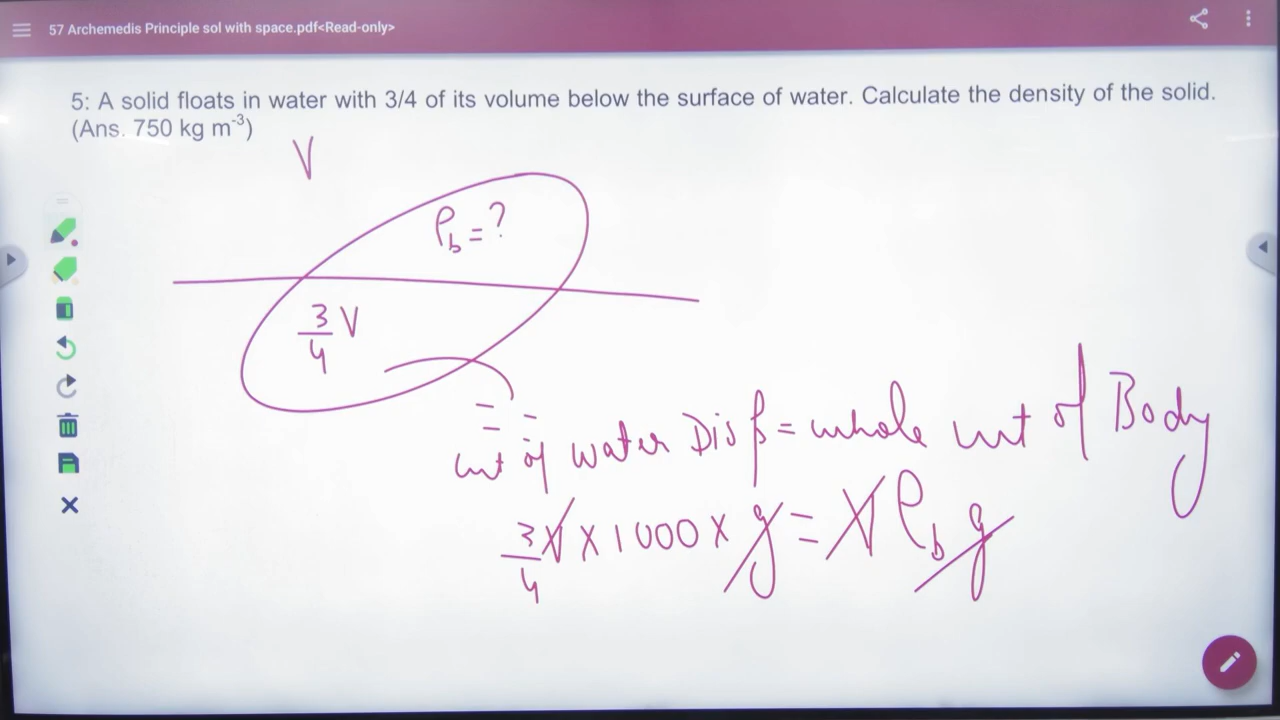 57 Archemedis Principle sol with space.pdf<Read-only>
5: A solid floats in water with 3/4 of its volume below the surface of water. Calculate the density of the solid.
(Ans. 750 kg m⁻³)
V
ρb = ?
3/4 V
wt of water Disp = whole wt of Body
3/4 V × 1000 × g = V ρb g